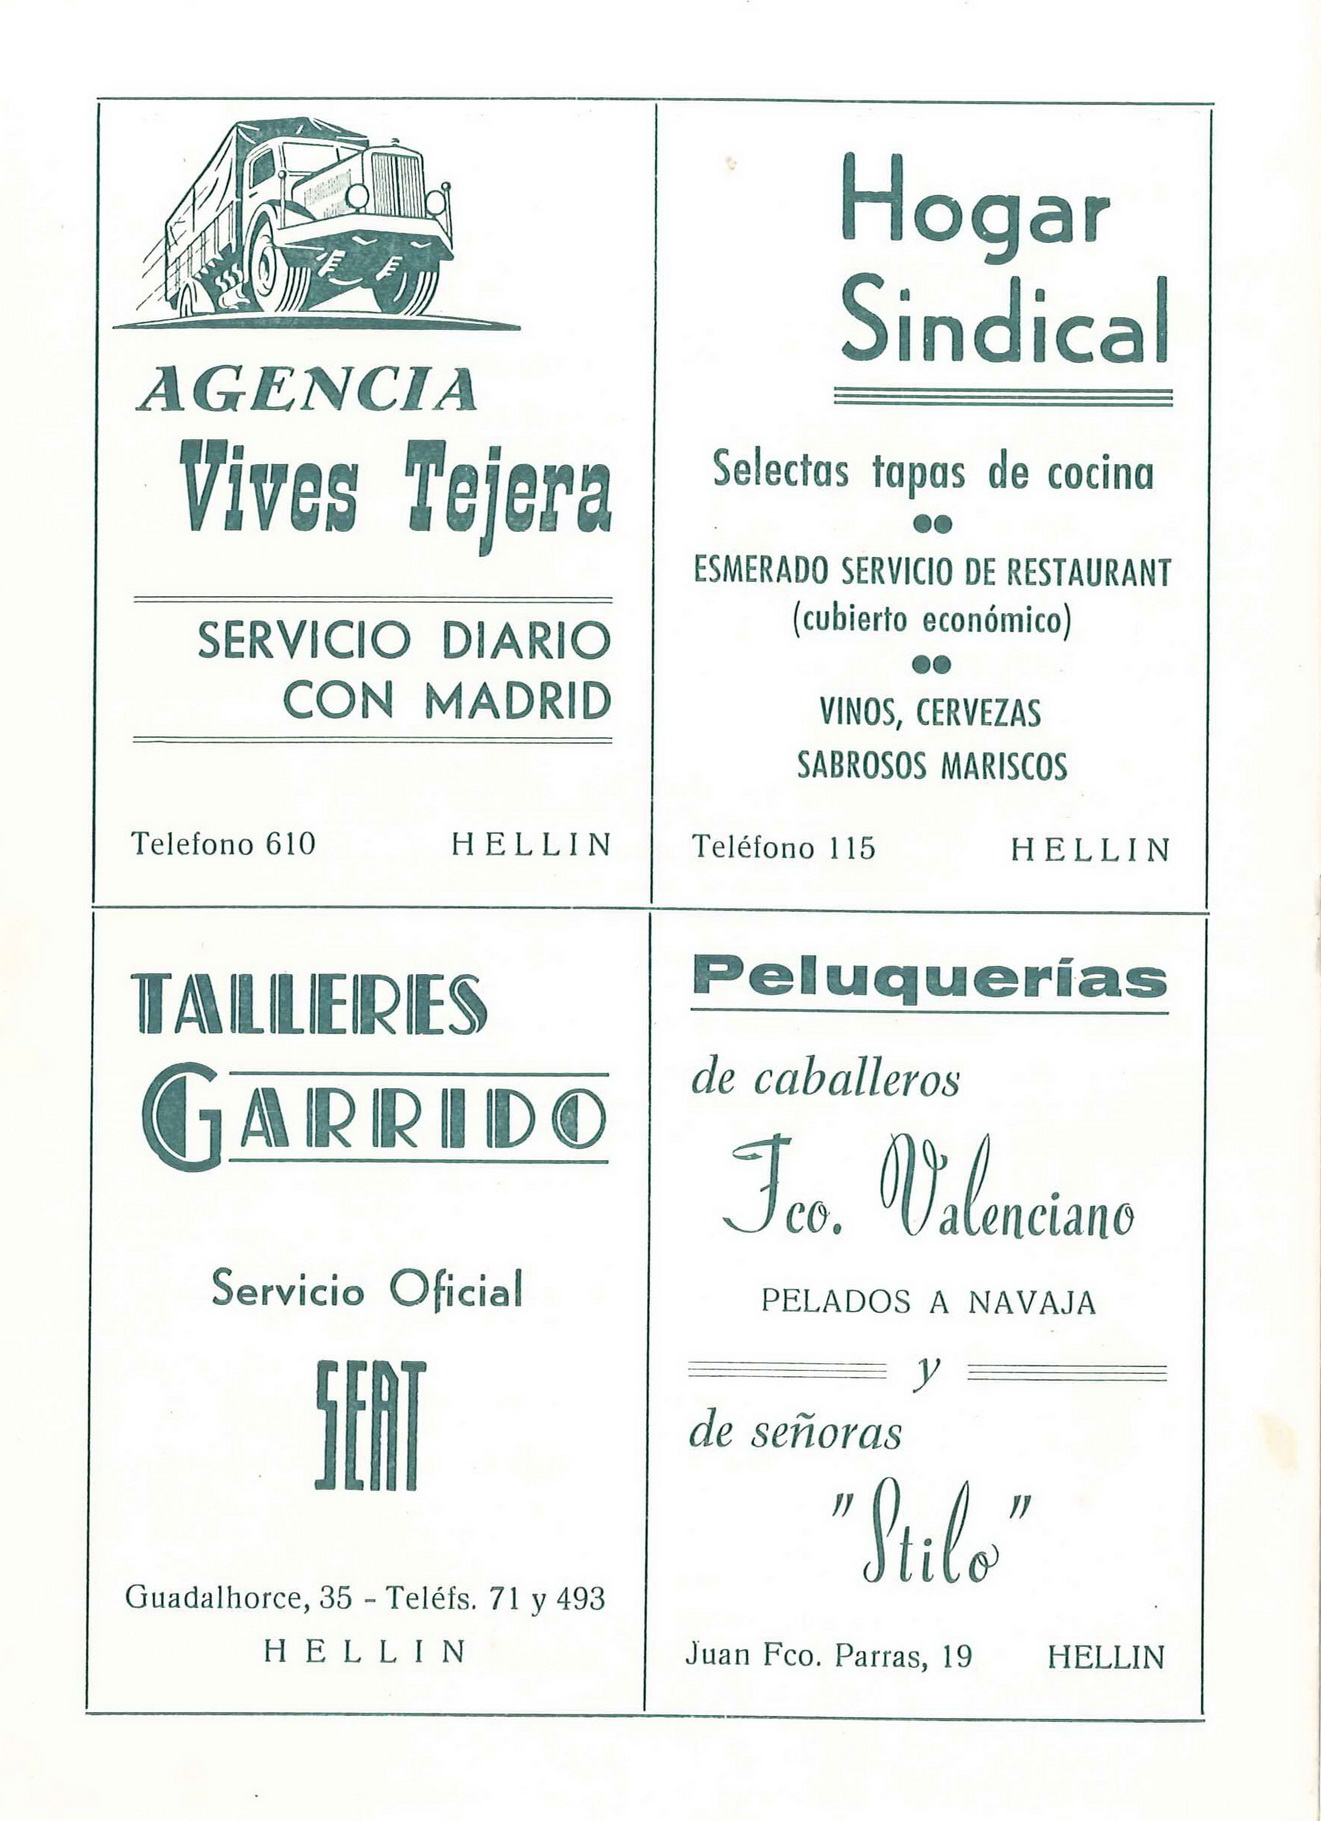 AGENCIA
Vives Tejera
SERVICIO DIARIO
CON MADRID
Telefono 610 HELLIN
Hogar
Sindical
Selectas tapas de cocina
ESMERADO SERVICIO DE RESTAURANT
(cubierto económico)
VINOS, CERVEZAS
SABROSOS MARISCOS
Teléfono 115 HELLIN
TALLERES
GARRIDO
Servicio Oficial
SEAT
Guadalhorce, 35 - Teléfs. 71 y 493
HELLIN
Peluquerías
de caballeros
Fco. Valenciano
PELADOS A NAVAJA
y
de señoras
"Stilo"
Juan Fco. Parras, 19 HELLIN